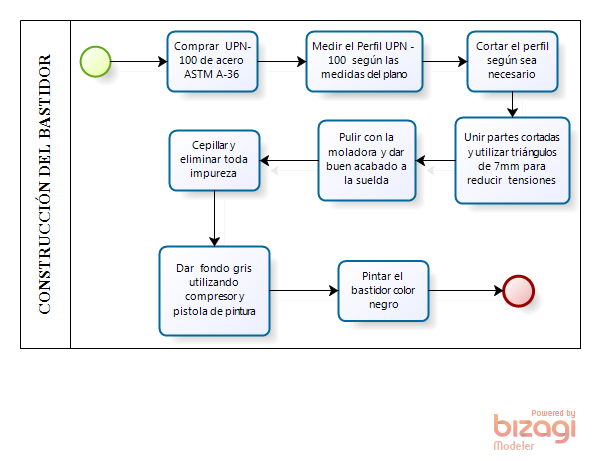 CONSTRUCCIÓN DEL BASTIDOR
Comprar UPN-
100 de acero
ASTM A-36
Medir el Perfil UPN -
100 según las
medidas del plano
Cortar el perfil
según sea
necesario
Unir partes cortadas
y utilizar triángulos
de 7mm para
reducir tensiones
Pulir con la
moladora y dar
buen acabado a
la suelda
Cepillar y
eliminar toda
impureza
Dar fondo gris
utilizando
compresor y
pistola de pintura
Pintar el
bastidor color
negro
Powered by
bizagi
Modeler